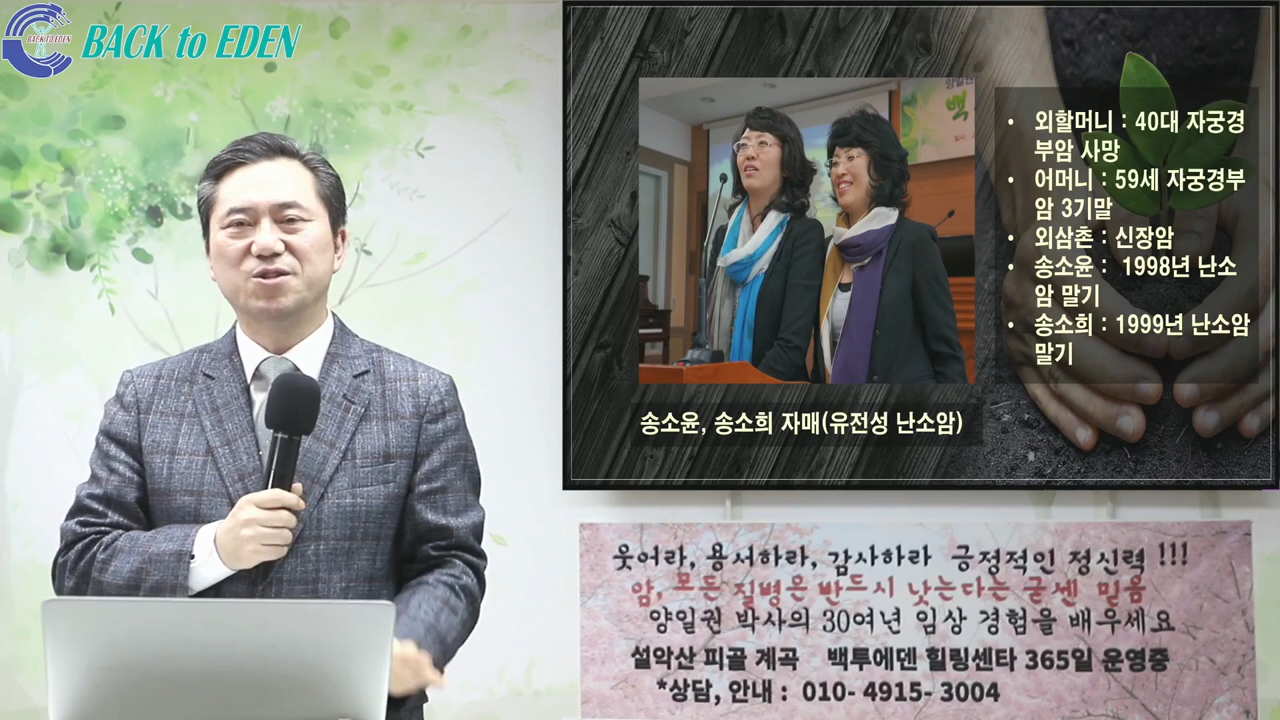 BACK TO EDEN
BACK to EDEN
백
외할머니 : 40대 자궁경
부암 사망
어머니 : 59세 자궁경부
암 3기말
외삼촌 : 신장암
송소윤 : 1998년 난소
암 말기
송소희 : 1999년 난소암
말기
송소윤, 송소희 자매(유전성 난소암)
웃어라, 용서하라, 감사하라 긍정적인 정신력 !!!
암, 모든 질병은 반드시 낫는다는 굳센 믿음
양일권 박사의 30여년 임상 경험을 배우세요
설악산 피골 계곡 백투에덴 힐링센타 365일 운영중
*상담, 안내 : 010- 4915- 3004